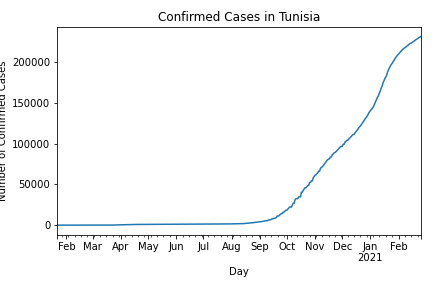 Confirmed Cases in Tunisia
Number of Confirmed Cases
200000
150000
100000
50000
0
Feb Mar Apr May Jun Jul Aug Sep Oct Nov Dec Jan Feb
2021
Day